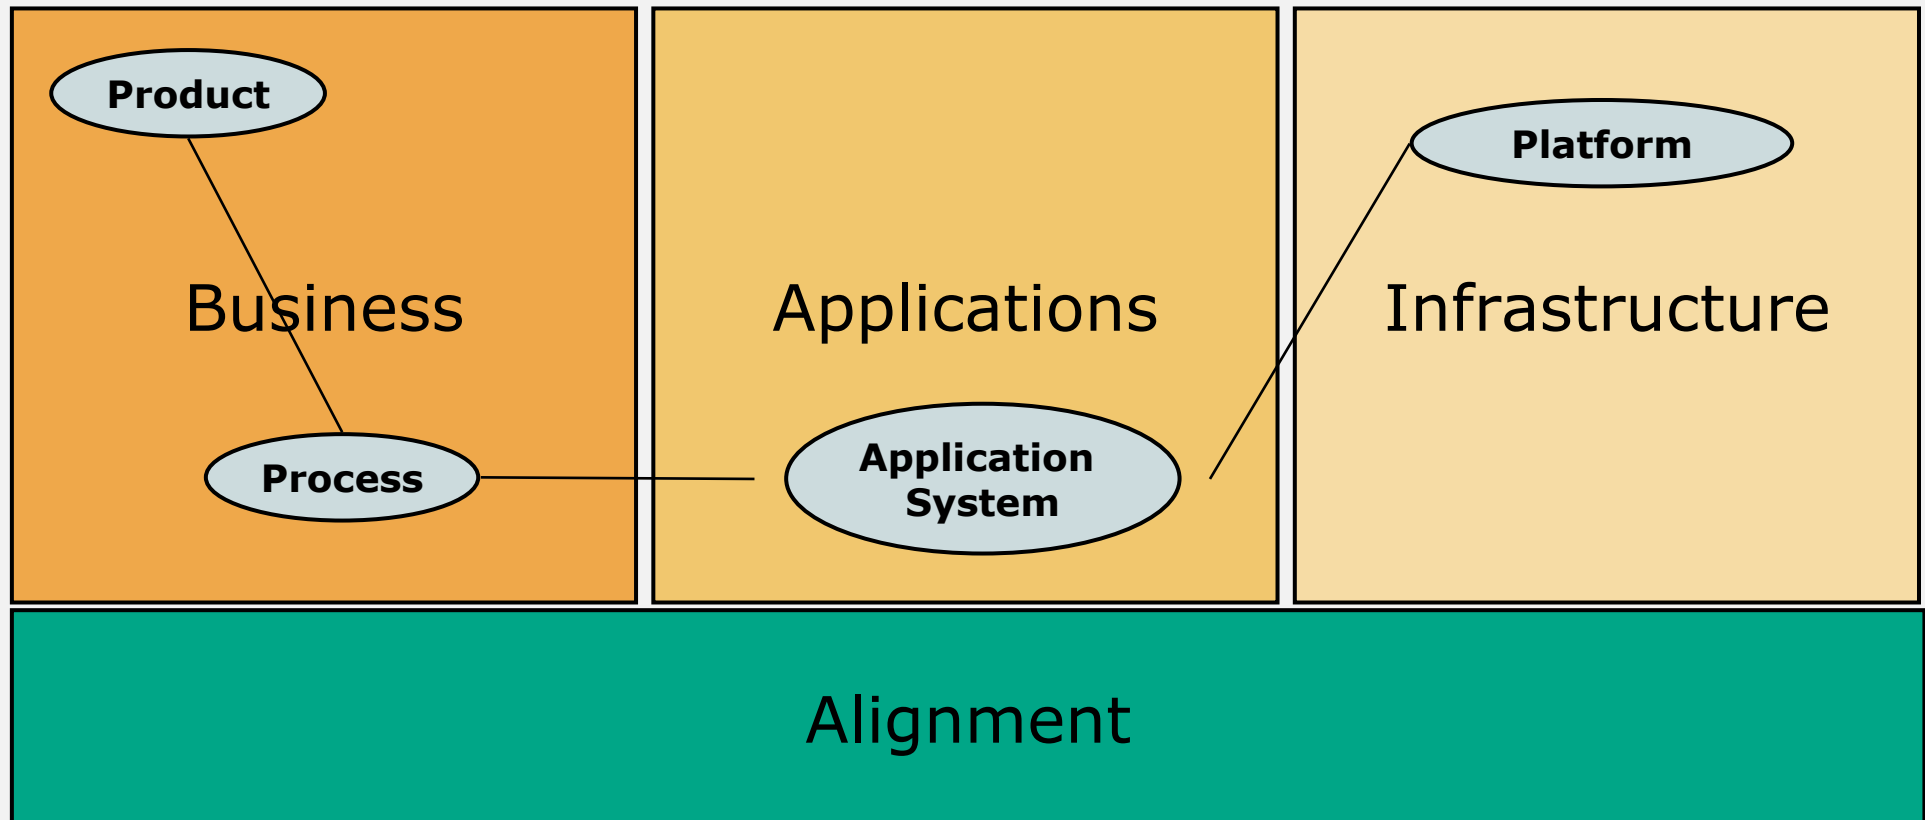 Product
Platform
Business
Applications
Infrastructure
Process
Application
System
Alignment